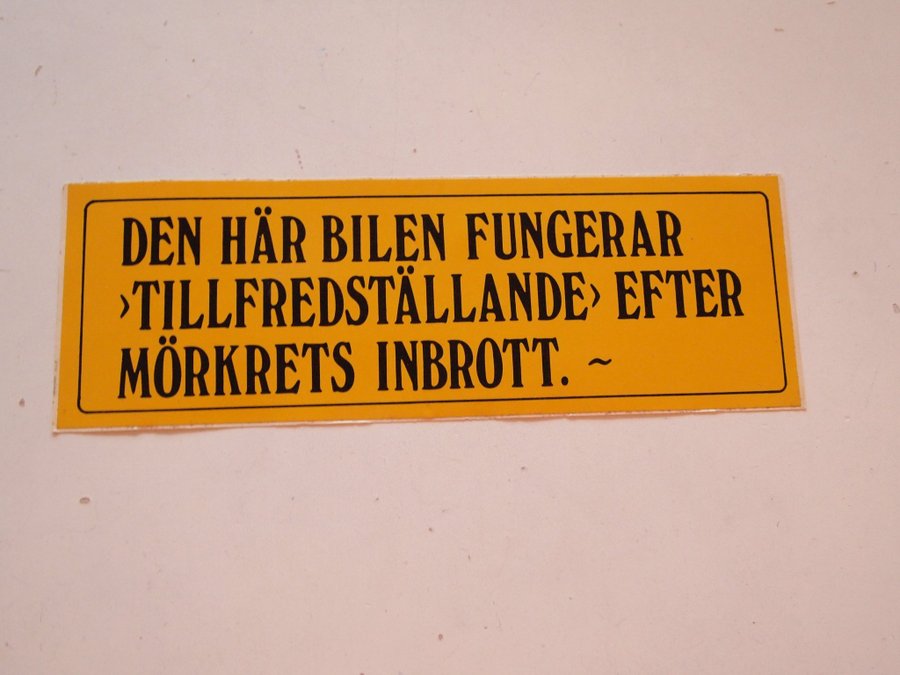 DEN HÄR BILEN FUNGERAR
›TILLFREDSTÄLLANDE› EFTER
MÖRKRETS INBROTT. ~